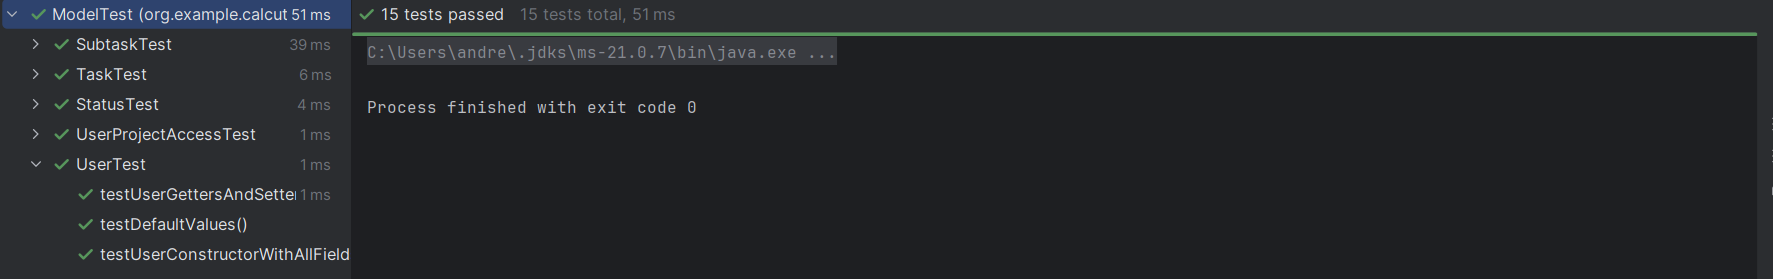 ModelTest (org.example.calcut 51 ms
SubtaskTest 39 ms
TaskTest 6 ms
StatusTest 4 ms
UserProjectAccessTest 1 ms
UserTest 1 ms
testUserGettersAndSetter 1 ms
testDefaultValues()
testUserConstructorWithAllField
15 tests passed 15 tests total, 51 ms
C:\Users\andre\.jdks\ms-21.0.7\bin\java.exe ...
Process finished with exit code 0